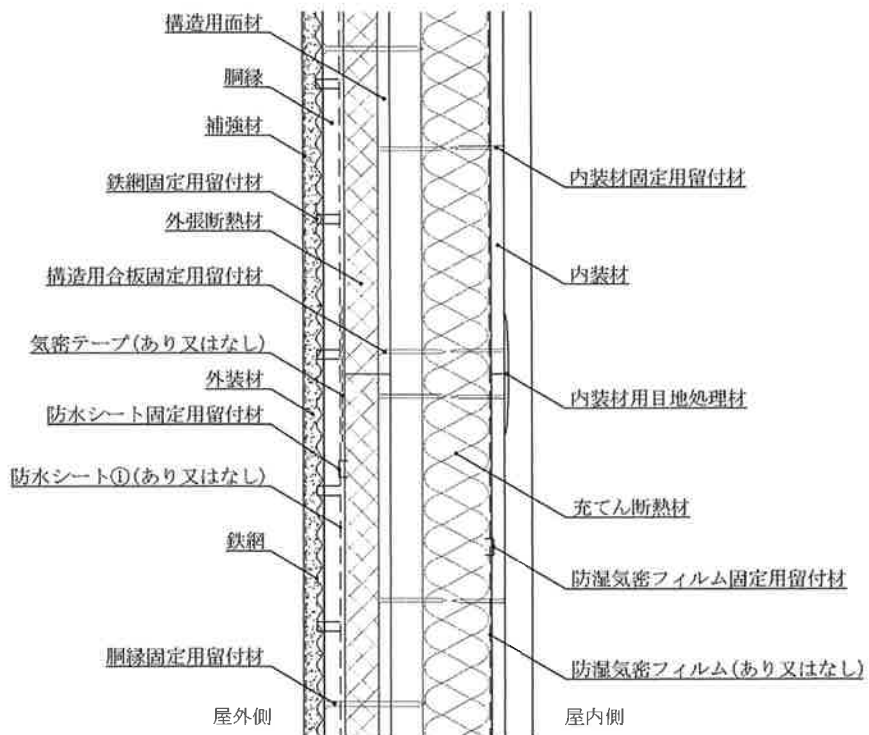 構造用面材
胴縁
補強材
鉄網固定用留付材
外張断熱材
構造用合板固定用留付材
気密テープ(あり又はなし)
外装材
防水シート固定用留付材
防水シート①(あり又はなし)
鉄網
胴縁固定用留付材
屋外側
内装材固定用留付材
内装材
内装材用目地処理材
充てん断熱材
防湿気密フィルム固定用留付材
防湿気密フィルム(あり又はなし)
屋内側